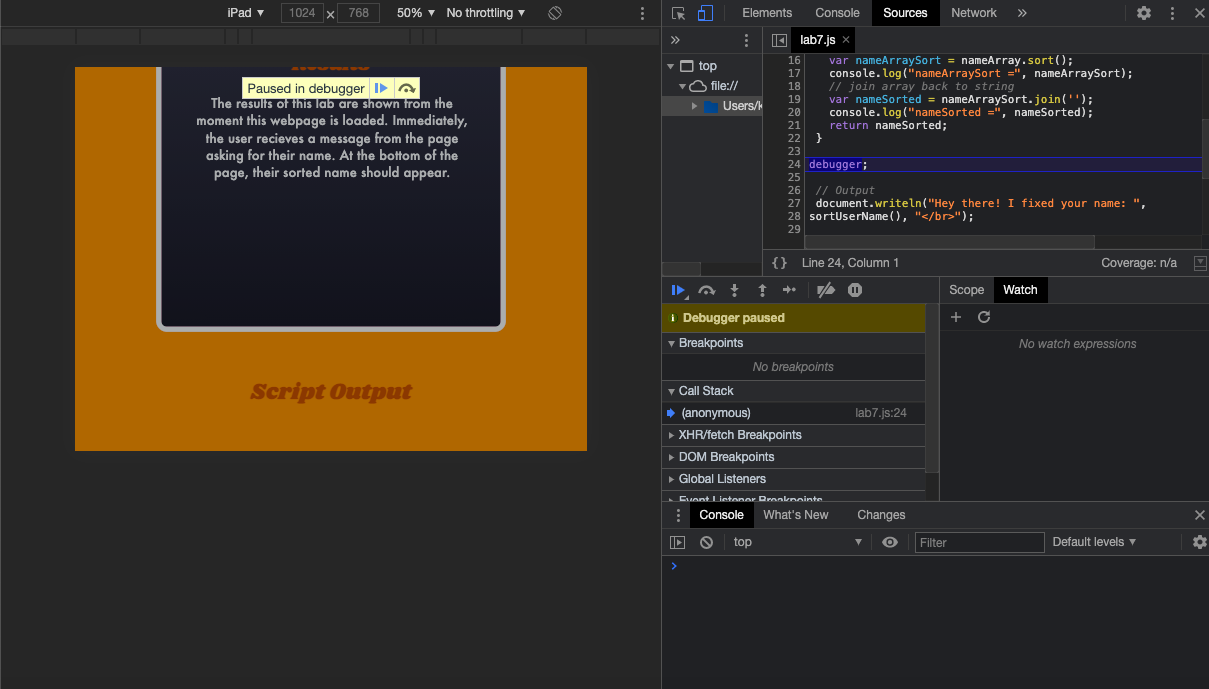 iPad ▼ 1024 x 768 50% ▼ No throttling ▼
Elements Console Sources Network »
» lab7.js ×
top
file://
Users/k
Results
Paused in debugger
The results of this lab are shown from the
moment this webpage is loaded. Immediately,
the user recieves a message from the page
asking for their name. At the bottom of the
page, their sorted name should appear.
Script Output
16 var nameArraySort = nameArray.sort();
17 console.log("nameArraySort =", nameArraySort);
18 // join array back to string
19 var nameSorted = nameArraySort.join('');
20 console.log("nameSorted =", nameSorted);
21 return nameSorted;
22 }
23
24 debugger;
25
26 // Output
27 document.writeln("Hey there! I fixed your name: ",
28 sortUserName(), "</br>");
29
{} Line 24, Column 1 Coverage: n/a
Scope Watch
Debugger paused
No watch expressions
Breakpoints
No breakpoints
Call Stack
(anonymous) lab7.js:24
XHR/fetch Breakpoints
DOM Breakpoints
Global Listeners
Event Listener Breakpoints
Console What's New Changes
top ▼ Filter Default levels ▼